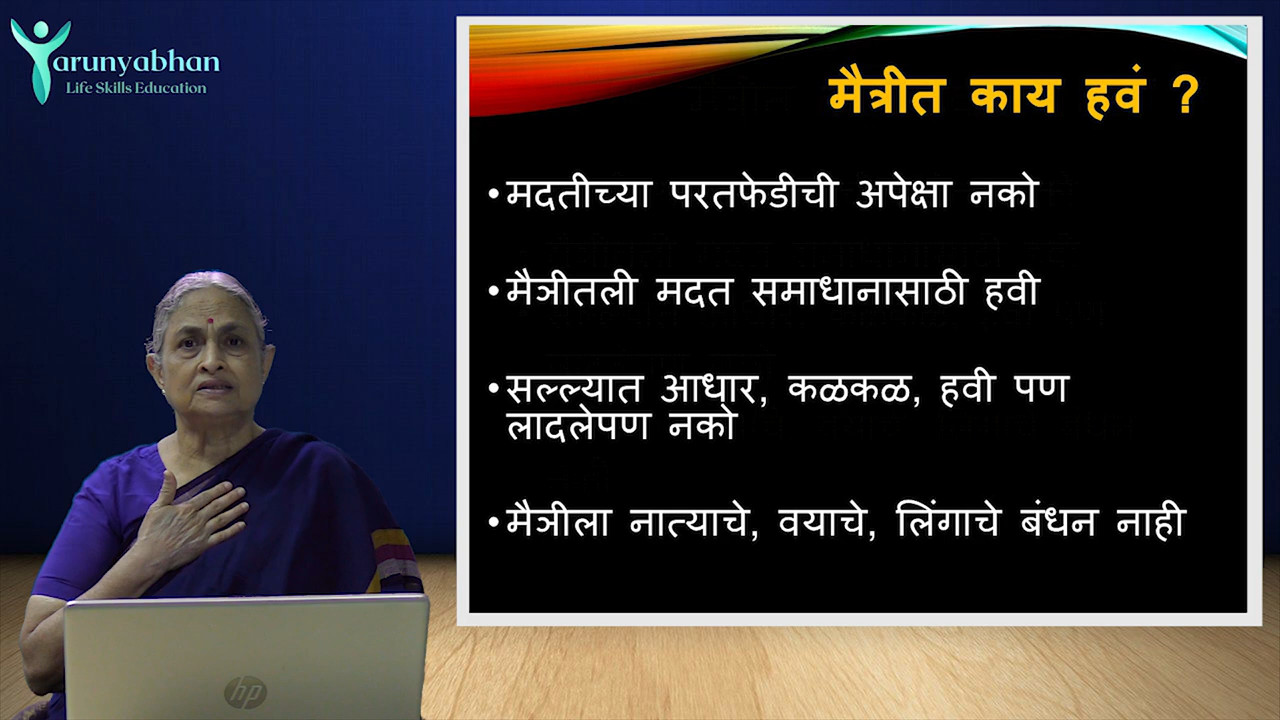 Tarunyabhan
Life Skills Education
मैत्रीत काय हवं ?
•मदतीच्या परतफेडीची अपेक्षा नको
•मैञीतली मदत समाधानासाठी हवी
•सल्ल्यात आधार, कळकळ, हवी पण
लादलेपण नको
•मैञीला नात्याचे, वयाचे, लिंगाचे बंधन नाही
hp